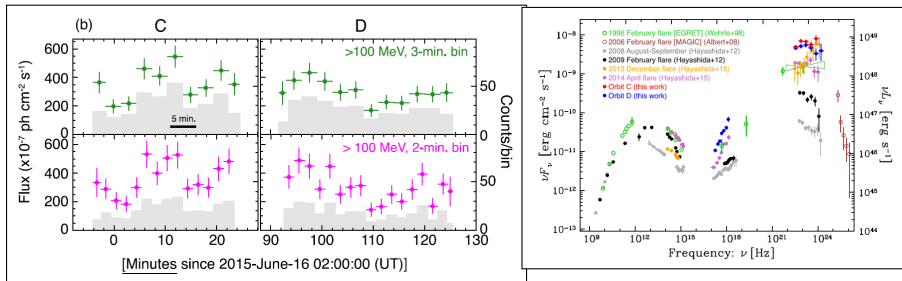 (b) C D
>100 MeV, 3-min. bin
600
400
200
0
5 min.
50
0
> 100 MeV, 2-min. bin
600
400
200
0
50
0
Flux (x10⁻⁷ ph cm⁻² s⁻¹)
Counts/bin
0 10 20 90 100 110 120 130
[Minutes since 2015-June-16 02:00:00 (UT)]
1996 February flare [EGRET] (Wehrle+98)
2006 February flare [MAGIC] (Albert+08)
2008 August-September (Hayashida+12)
2009 February flare (Hayashida+12)
2013 December flare (Hayashida+15)
2014 April flare (Hayashida+15)
Orbit C (this work)
Orbit D (this work)
10⁻⁸
10⁻⁹
10⁻¹⁰
10⁻¹¹
10⁻¹²
10⁻¹³
νFᵥ [erg cm⁻² s⁻¹]
10⁴⁹
10⁴⁸
10⁴⁷
10⁴⁶
10⁴⁵
10⁴⁴
νLᵥ [erg s⁻¹]
10⁹ 10¹² 10¹⁵ 10¹⁸ 10²¹ 10²⁴
Frequency: ν [Hz]